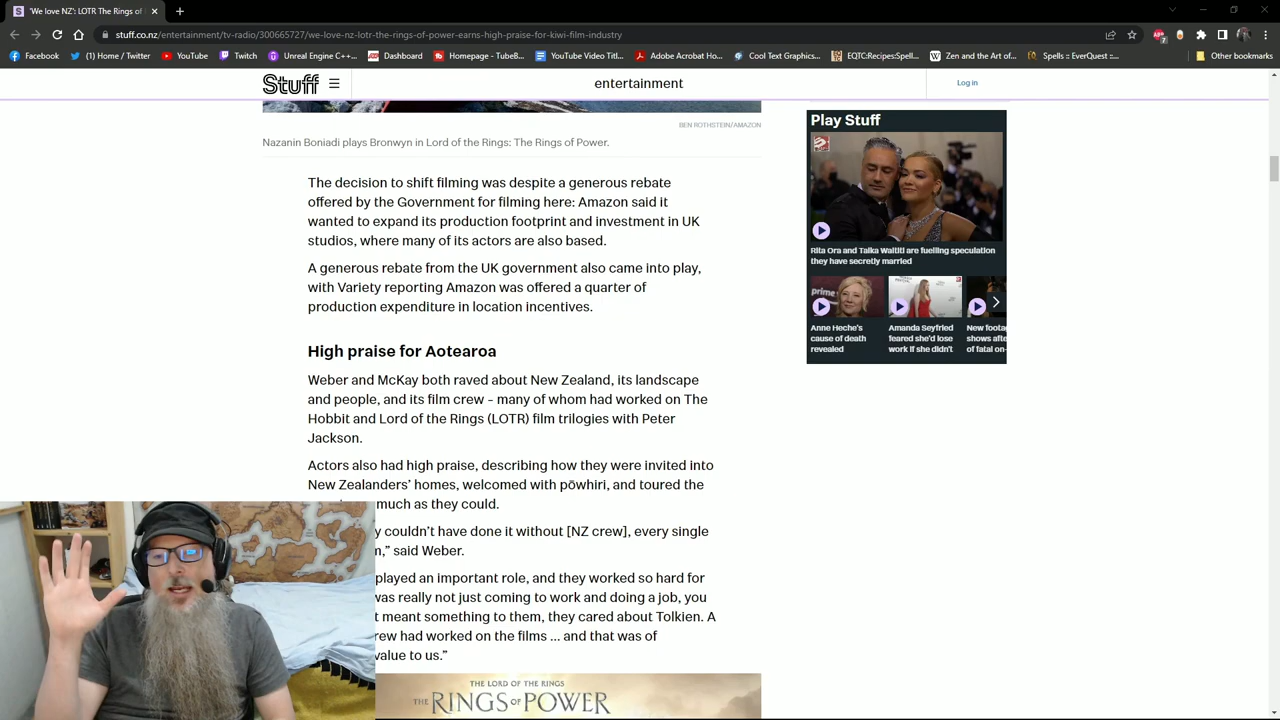 'We love NZ': LotR: The Rings of
stuff.co.nz/entertainment/tv-radio/300665727/we-love-nz-lotr-the-rings-of-power-earns-high-praise-for-kiwi-film-industry
Facebook
(1) Home / Twitter
Twitch
Unreal Engine C++...
Dashboard
Homepage - TubeB...
YouTube Video Opti...
Adobe Acrobat Ho...
Cool Text Graphics...
EQITC:Recipes:Spell...
Zen and the Art of...
Spells :: EverQuest ::...
Other bookmarks
Stuff
entertainment
Log in
BEN ROTHSTEIN/AMAZON
Nazanin Boniadi plays Bronwyn in Lord of the Rings: The Rings of Power.
The decision to shift filming was despite a generous rebate
offered by the Government for filming here: Amazon said it
wanted to expand its production footprint and investment in UK
studios, where many of its actors are also based.
A generous rebate from the UK government also came into play,
with Variety reporting Amazon was offered a quarter of
production expenditure in location incentives.
High praise for Aotearoa
Weber and McKay both raved about New Zealand, its landscape
and people, and its film crew - many of whom had worked on The
Hobbit and Lord of the Rings (LOTR) film trilogies with Peter
Jackson.
Actors also had high praise, describing how they were invited into
New Zealanders' homes, welcomed with pōwhiri, and toured the
much as they could.
y couldn't have done it without [NZ crew], every single
m," said Weber.
played an important role, and they worked so hard for
was really not just coming to work and doing a job, you
t meant something to them, they cared about Tolkien. A
rew had worked on the films ... and that was of
value to us."
THE LORD OF THE RINGS
THE RINGS OF POWER
Play Stuff
Rita Ora and Taika Waititi are fuelling speculation
they have secretly married
prime
Anne Heche's
cause of death
revealed
Amanda Seyfried
feared she'd lose
work if she didn't
New foota
shows afte
of fatal on-